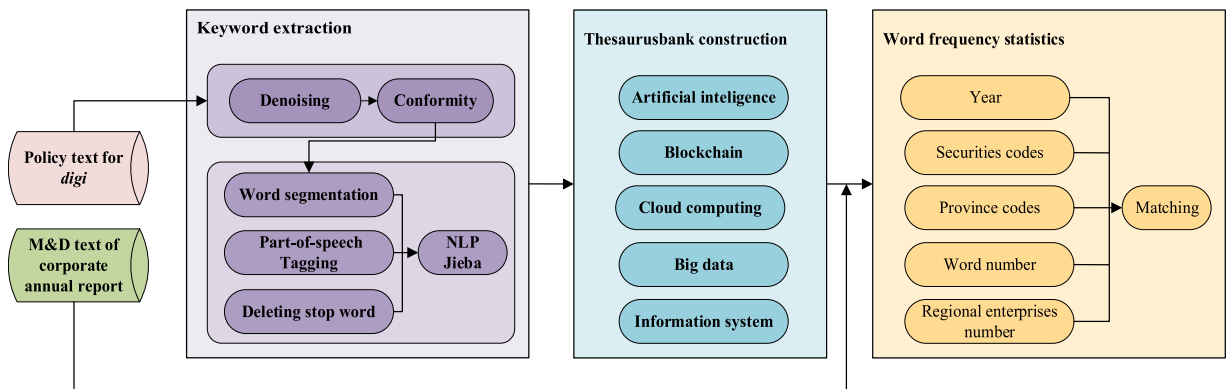 Policy text for
digi
M&D text of
corporate
annual report
Keyword extraction
Denoising
Conformity
Word segmentation
Part-of-speech
Tagging
Deleting stop word
NLP
Jieba
Thesaurusbank construction
Artificial inteligence
Blockchain
Cloud computing
Big data
Information system
Word frequency statistics
Year
Securities codes
Province codes
Word number
Regional enterprises
number
Matching